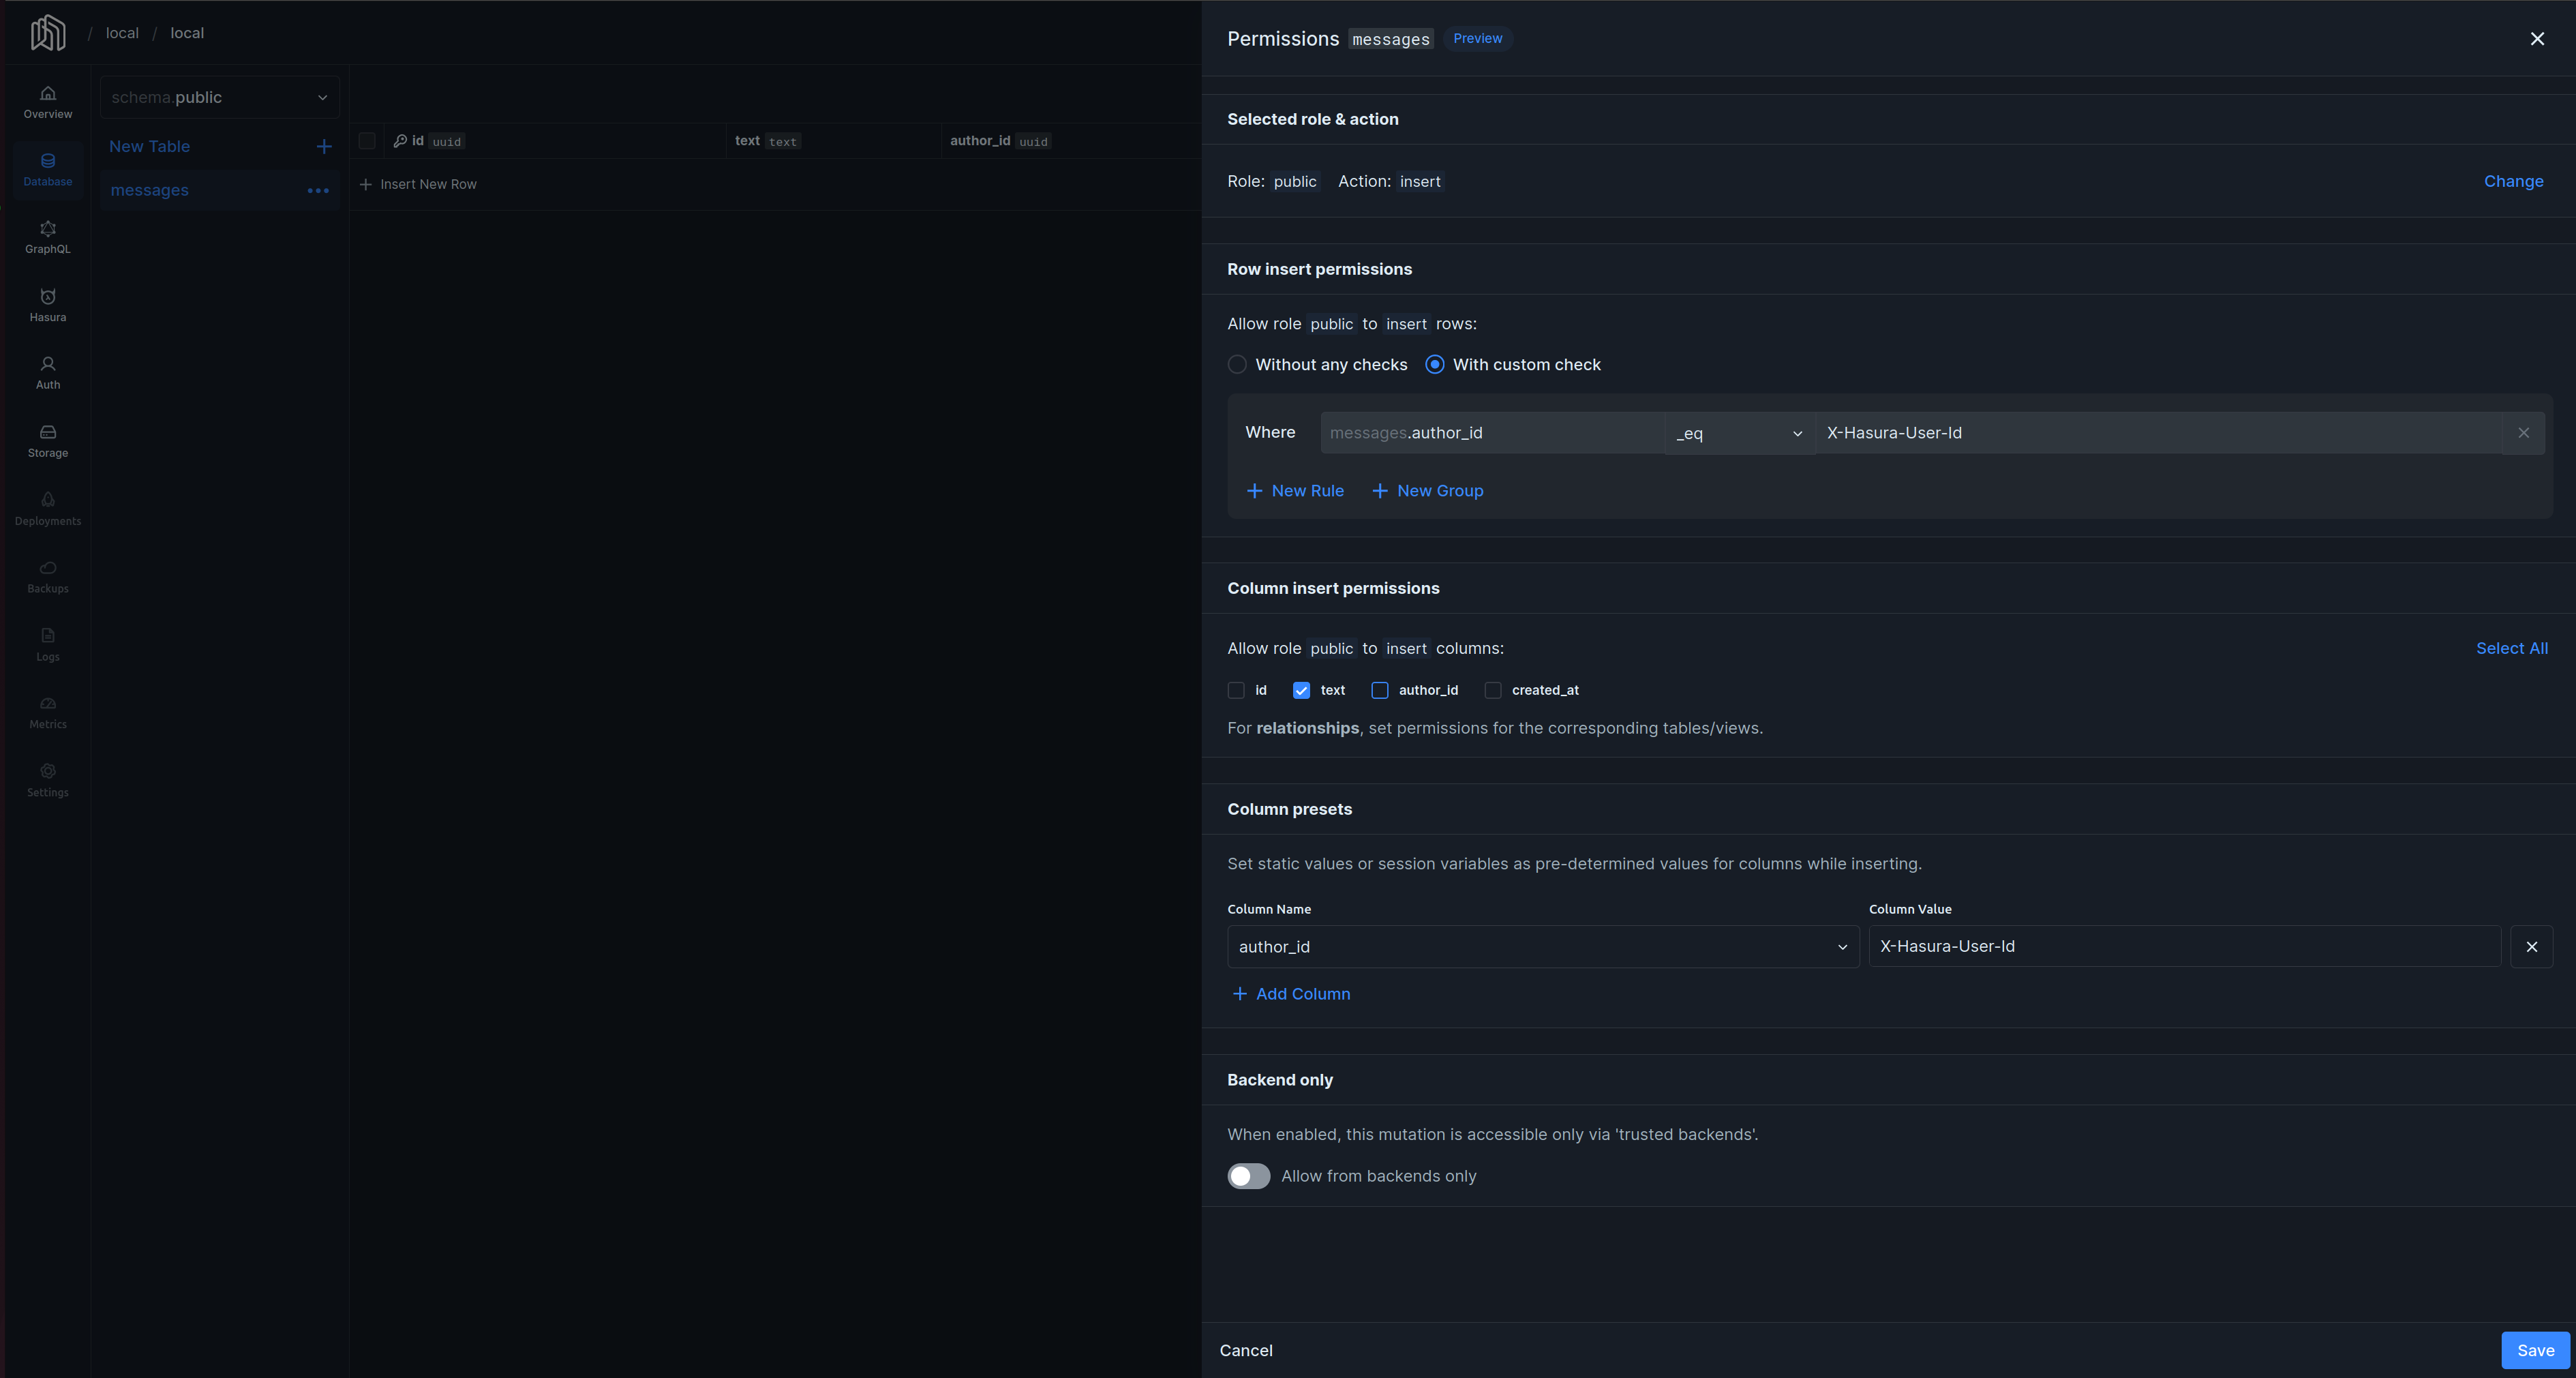 / local / local
Overview
Database
GraphQL
Hasura
Auth
Storage
Deployments
Backups
Logs
Metrics
Settings
schema.public
New Table
messages
id uuid text text author_id uuid
Insert New Row
Permissions messages Preview
Selected role & action
Role: public Action: insert Change
Row insert permissions
Allow role public to insert rows:
Without any checks With custom check
Where messages.author_id _eq X-Hasura-User-Id
New Rule New Group
Column insert permissions
Allow role public to insert columns: Select All
id text author_id created_at
For relationships, set permissions for the corresponding tables/views.
Column presets
Set static values or session variables as pre-determined values for columns while inserting.
Column Name Column Value
author_id X-Hasura-User-Id
Add Column
Backend only
When enabled, this mutation is accessible only via 'trusted backends'.
Allow from backends only
Cancel Save